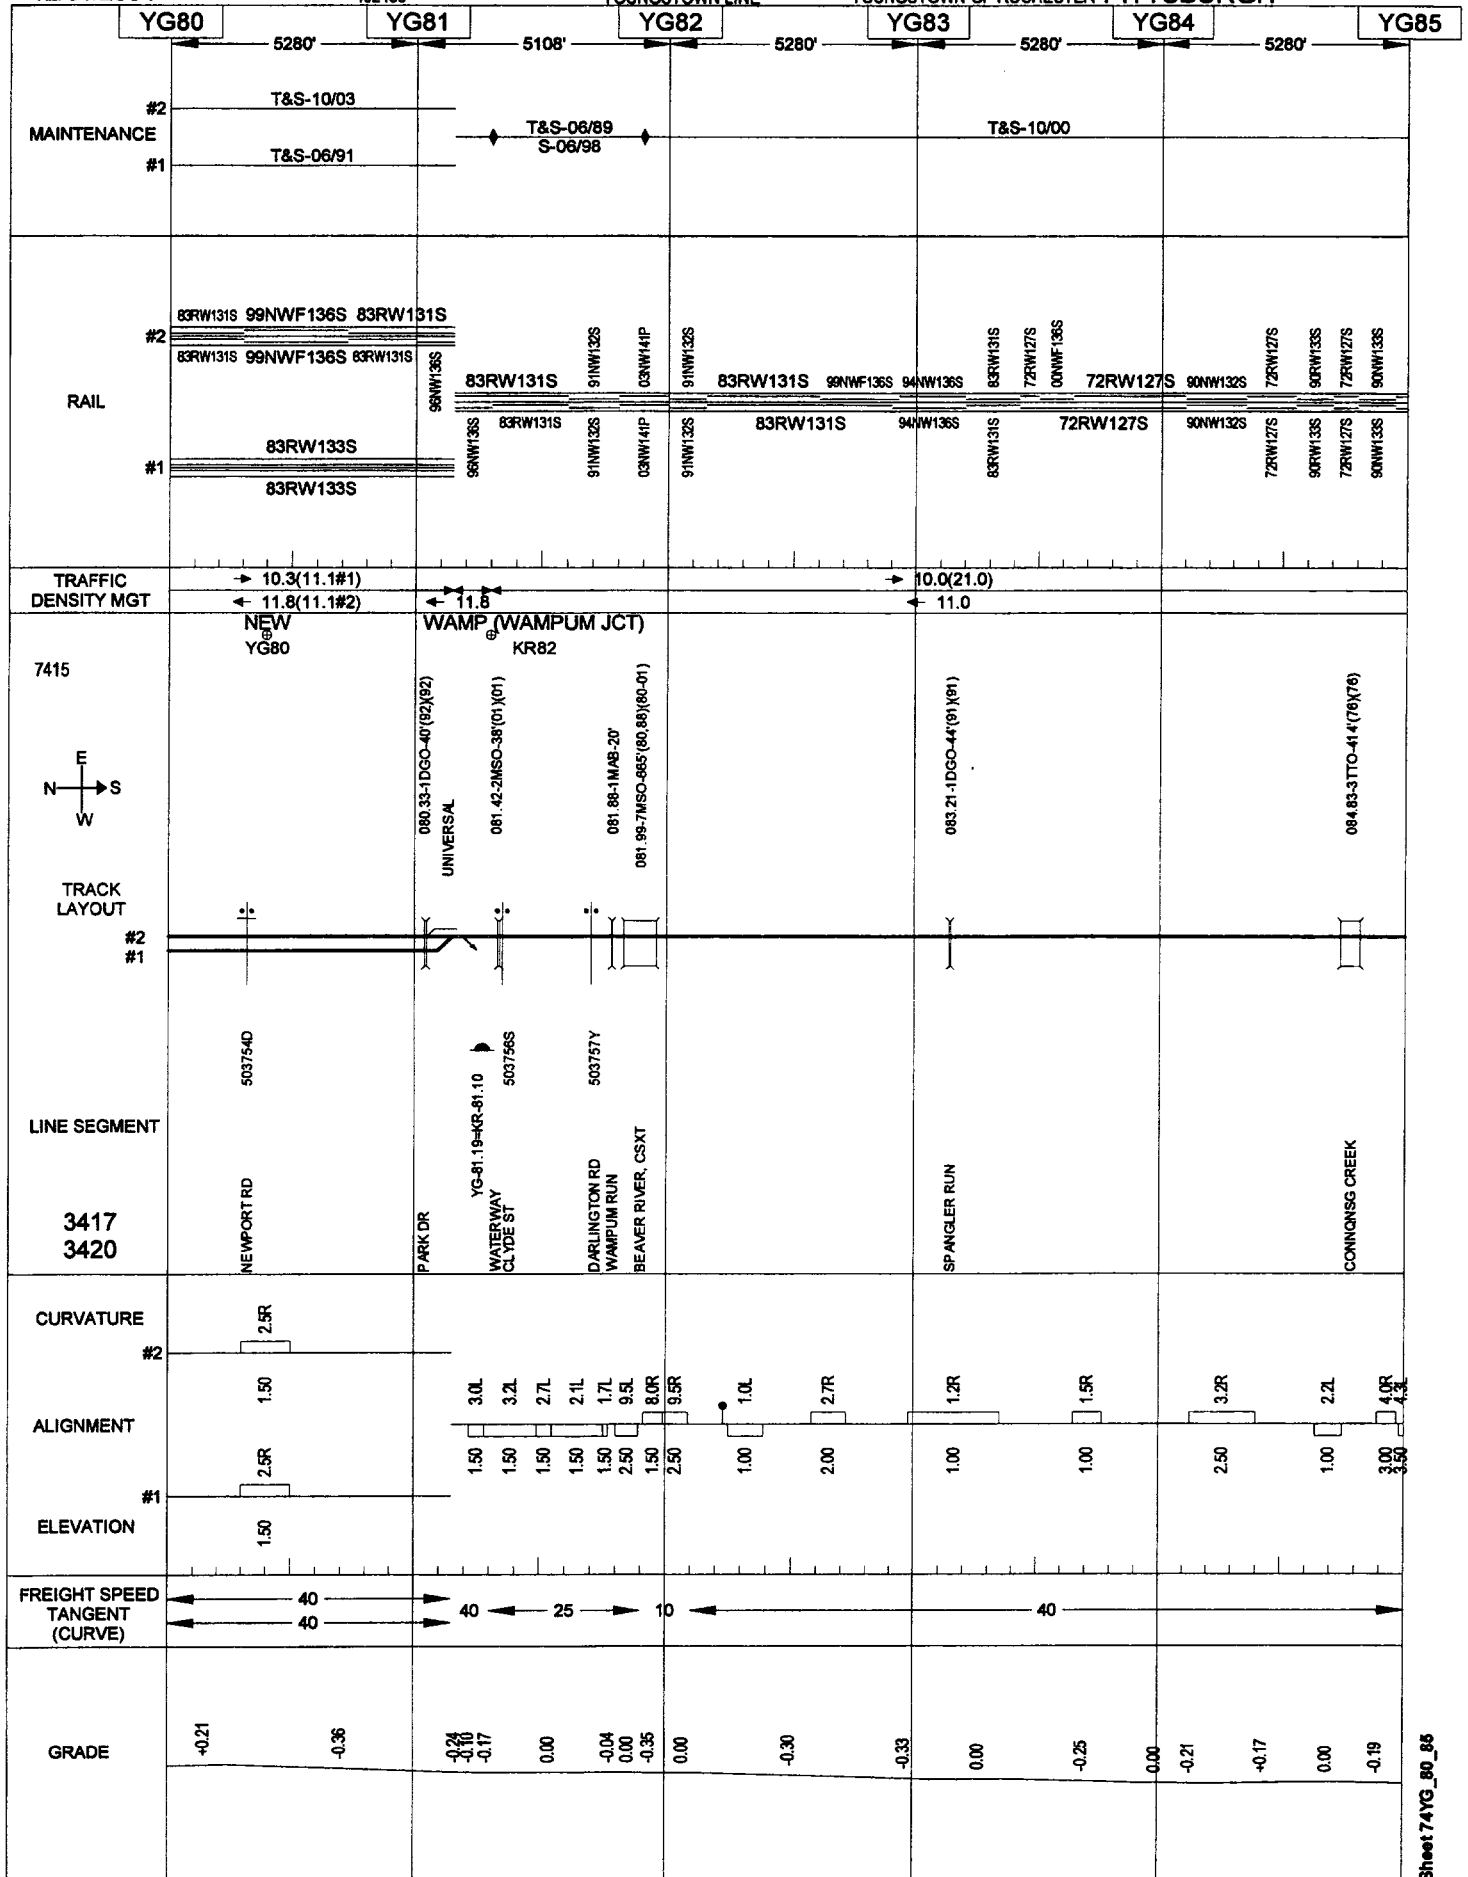 YOUNGSTOWN LINE
PITTSBURGH
YG80 YG81 YG82 YG83 YG84 YG85
5280' 5108' 5280' 5280' 5280'
MAINTENANCE
#2 T&S-10/03
T&S-06/89
S-06/98
T&S-10/00
#1 T&S-06/91
RAIL
#2
83RW131S 99NWF136S 83RW131S
83RW131S 99NWF136S 83RW131S
96NW136S 83RW131S 91NW132S 03NW141P 91NW132S 83RW131S 99NWF136S 94NW136S 83RW131S 72RW127S 00NWF136S 72RW127S 90NW132S 72RW127S 90RW133S 72RW127S 90NW133S
96NW136S 83RW131S 91NW132S 03NW141P 91NW132S 83RW131S 94NW136S 83RW131S 72RW127S 90NW132S 72RW127S 90RW133S 72RW127S 90NW133S
#1
83RW133S
83RW133S
TRAFFIC
DENSITY MGT
10.3(11.1#1) 10.0(21.0)
11.8(11.1#2) 11.8 11.0
NEW
YG80
WAMP (WAMPUM JCT)
KR82
7415
E
N S
W
080.33-1DGO-40'(92)(92)
UNIVERSAL
081.42-2MSO-38'(01)(01)
081.88-1MAB-20'
081.99-7MSO-665'(80,88)(80-01)
083.21-1DGO-44'(91)(91)
084.83-3TTO-414'(76)(76)
TRACK
LAYOUT
#2
#1
503754D
503756S
503757Y
YG-81.19=KR-81.10
LINE SEGMENT
3417
3420
NEWPORT RD
PARK DR
WATERWAY
CLYDE ST
DARLINGTON RD
WAMPUM RUN
BEAVER RIVER, CSXT
SPANGLER RUN
CONNQNSG CREEK
CURVATURE
#2
2.5R
1.50
ALIGNMENT
3.0L 3.2L 2.7L 2.1L 1.7L 9.5L 8.0R 9.5R 1.0L 2.7R 1.2R 1.5R 3.2R 2.2L 4.0R 4.3L
1.50 1.50 1.50 1.50 1.50 2.50 1.50 2.50 1.00 2.00 1.00 1.00 2.50 1.00 3.00 3.50
#1
2.5R
1.50
ELEVATION
FREIGHT SPEED
TANGENT
(CURVE)
40
40
40 25 10 40
GRADE
+0.21 -0.36 -0.24 -0.10 -0.17 0.00 -0.04 0.00 -0.35 0.00 -0.30 -0.33 0.00 -0.25 0.00 -0.21 +0.17 0.00 -0.19
Sheet 74YG_80_85